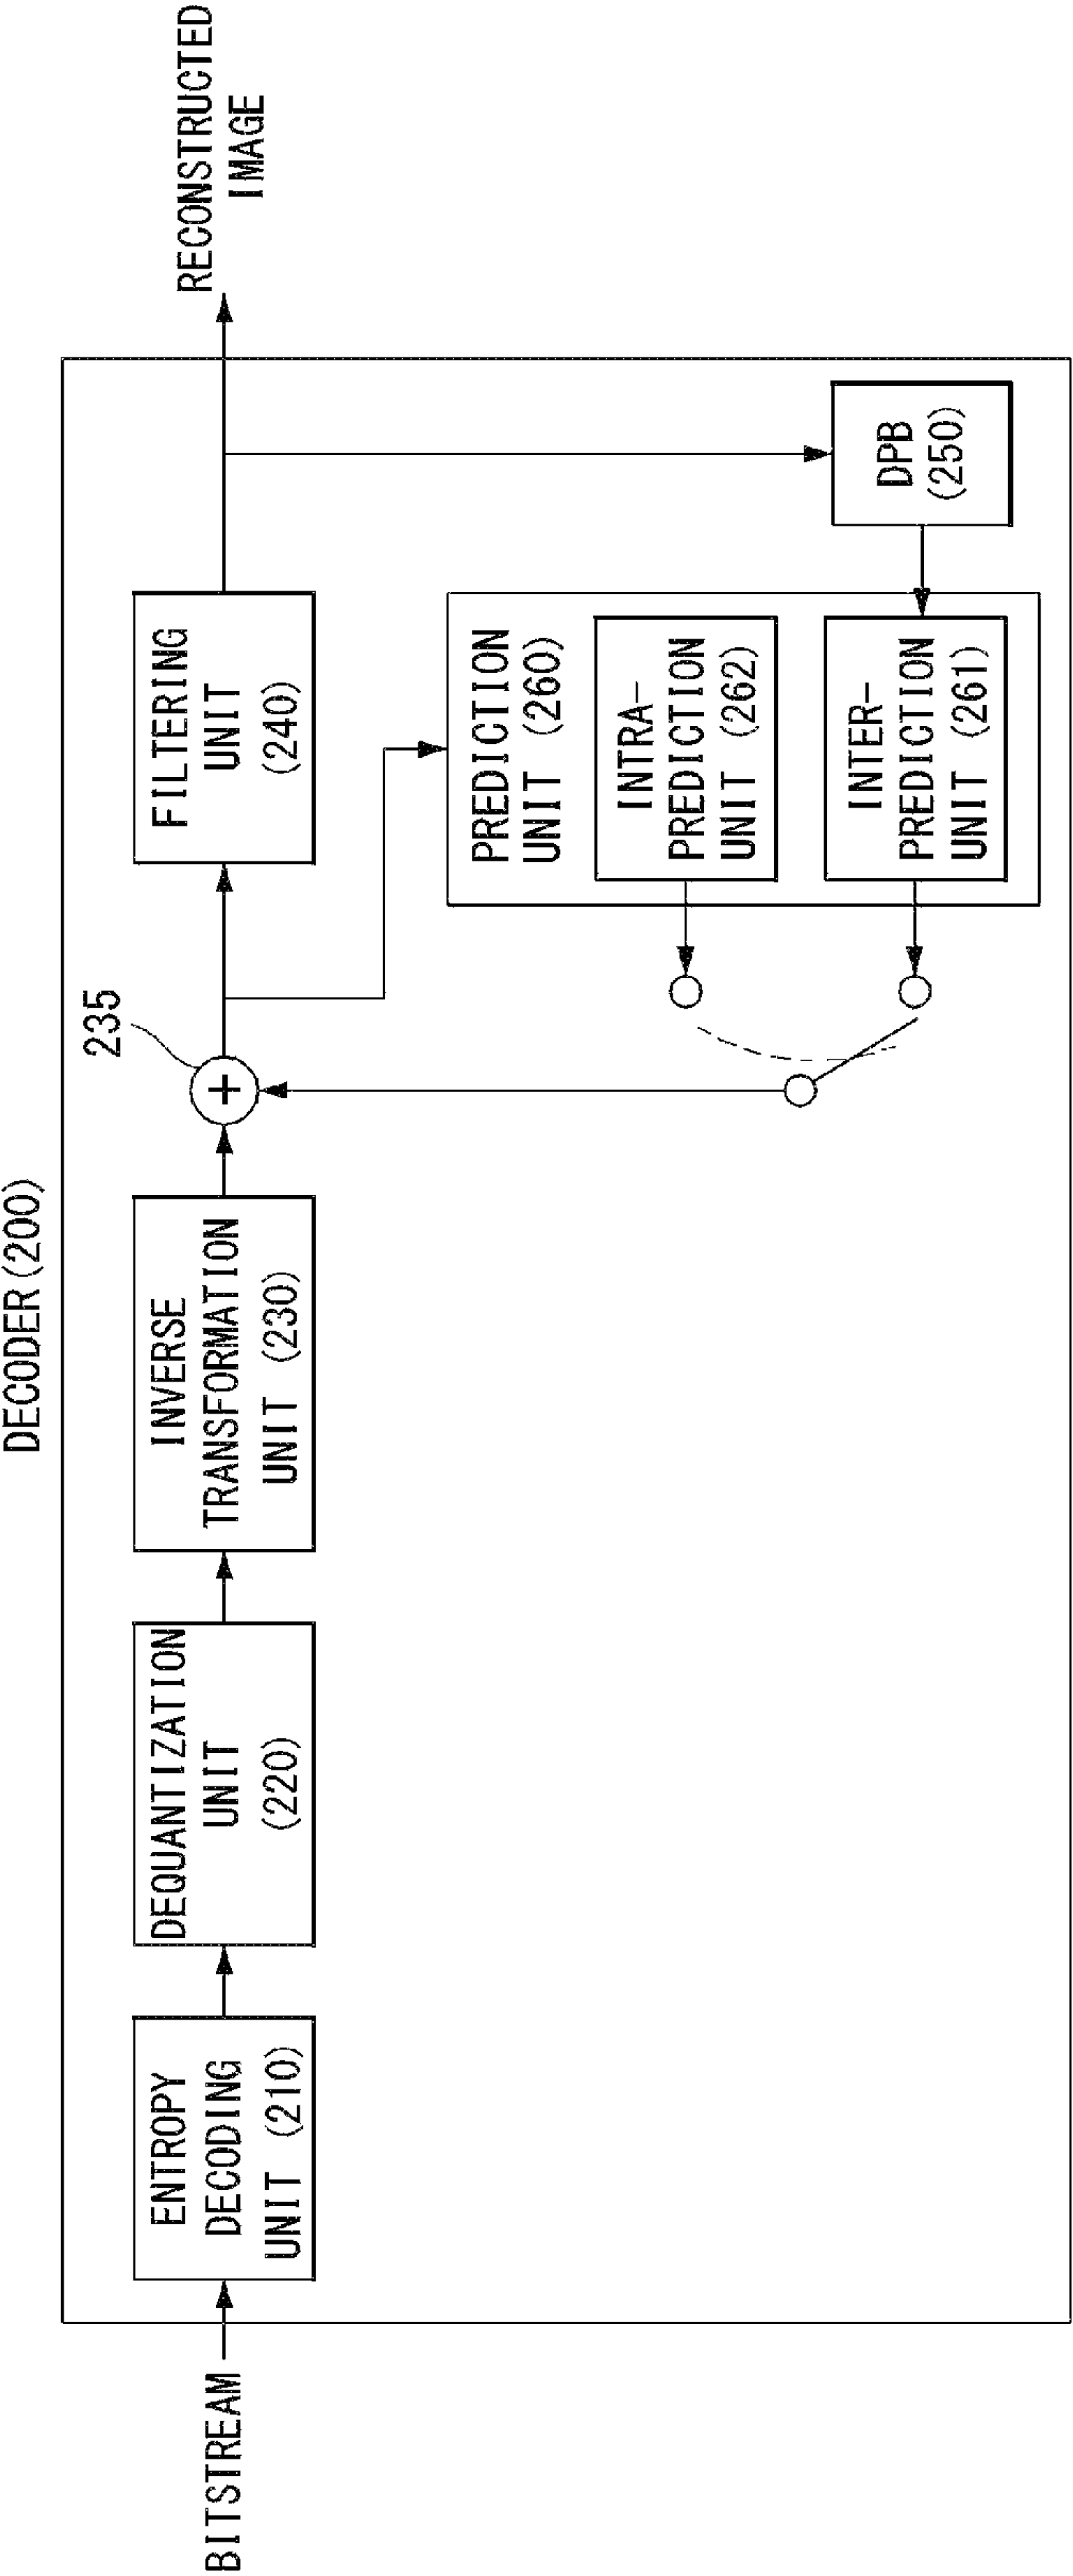 DECODER(200)
BITSTREAM
ENTROPY
DECODING
UNIT (210)
DEQUANTIZATION
UNIT
(220)
INVERSE
TRANSFORMATION
UNIT (230)
235
+
FILTERING
UNIT
(240)
RECONSTRUCTED
IMAGE
PREDICTION
UNIT (260)
INTRA-
PREDICTION
UNIT (262)
INTER-
PREDICTION
UNIT (261)
DPB
(250)